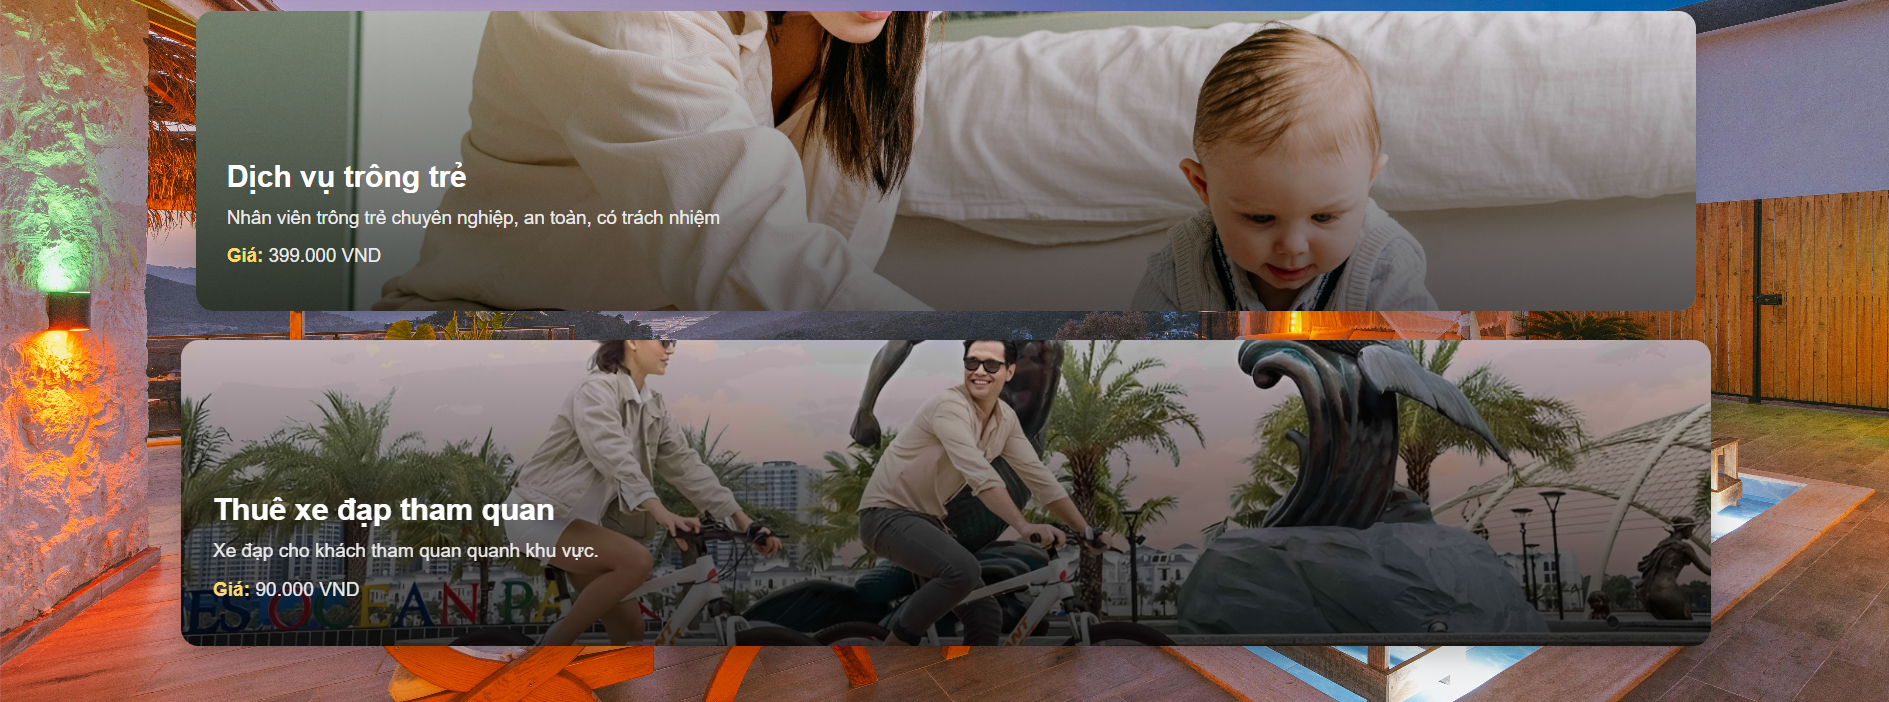 Dịch vụ trông trẻ
Nhân viên trông trẻ chuyên nghiệp, an toàn, có trách nhiệm
Giá: 399.000 VND
Thuê xe đạp tham quan
Xe đạp cho khách tham quan quanh khu vực.
Giá: 90.000 VND
OCEAN